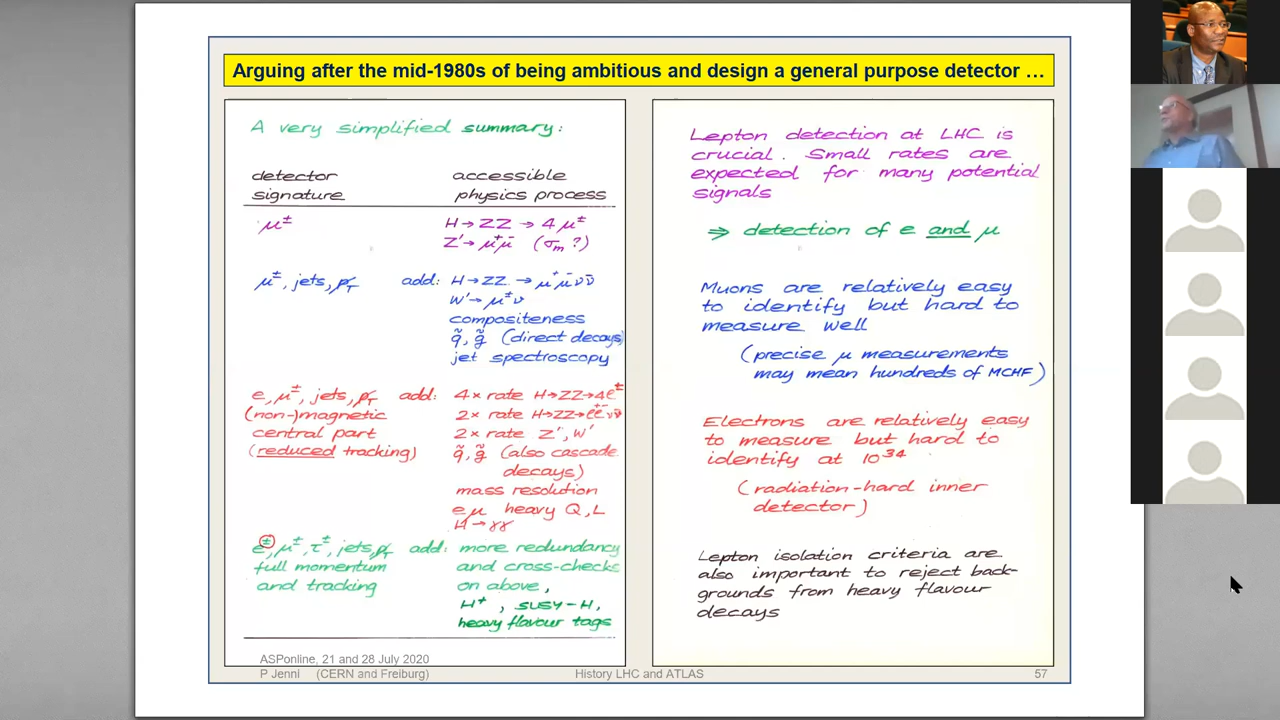 Arguing after the mid-1980s of being ambitious and design a general purpose detector …
A very simplified summary:
detector accessible
signature physics process
μ± H→ZZ → 4μ±
Z'→ μ⁺μ⁻ (σm ?)
μ±, jets, p̸T add: H→ZZ → μ⁺μ⁻νν̄
W'→ μ±ν
compositeness
q̃, g̃ (direct decays)
jet spectroscopy
e, μ±, jets, p̸T add: 4× rate H→ZZ→4e±
(non-)magnetic 2× rate H→ZZ→e⁺e⁻νν̄
central part 2× rate Z', W'
(reduced tracking) q̃, g̃ (also cascade
decays)
mass resolution
eμ heavy Q, L
H→γγ
e±, μ±, τ±, jets, p̸T add: more redundancy
full momentum and cross-checks
and tracking on above,
H⁺, SUSY-H,
heavy flavour tags
Lepton detection at LHC is
crucial. Small rates are
expected for many potential
signals
⇒ detection of e and μ
Muons are relatively easy
to identify but hard to
measure well
(precise μ measurements
may mean hundreds of MCHF)
Electrons are relatively easy
to measure but hard to
identify at 10³⁴
(radiation-hard inner
detector)
Lepton isolation criteria are
also important to reject back-
grounds from heavy flavour
decays
ASPonline, 21 and 28 July 2020
P Jenni (CERN and Freiburg) History LHC and ATLAS 57